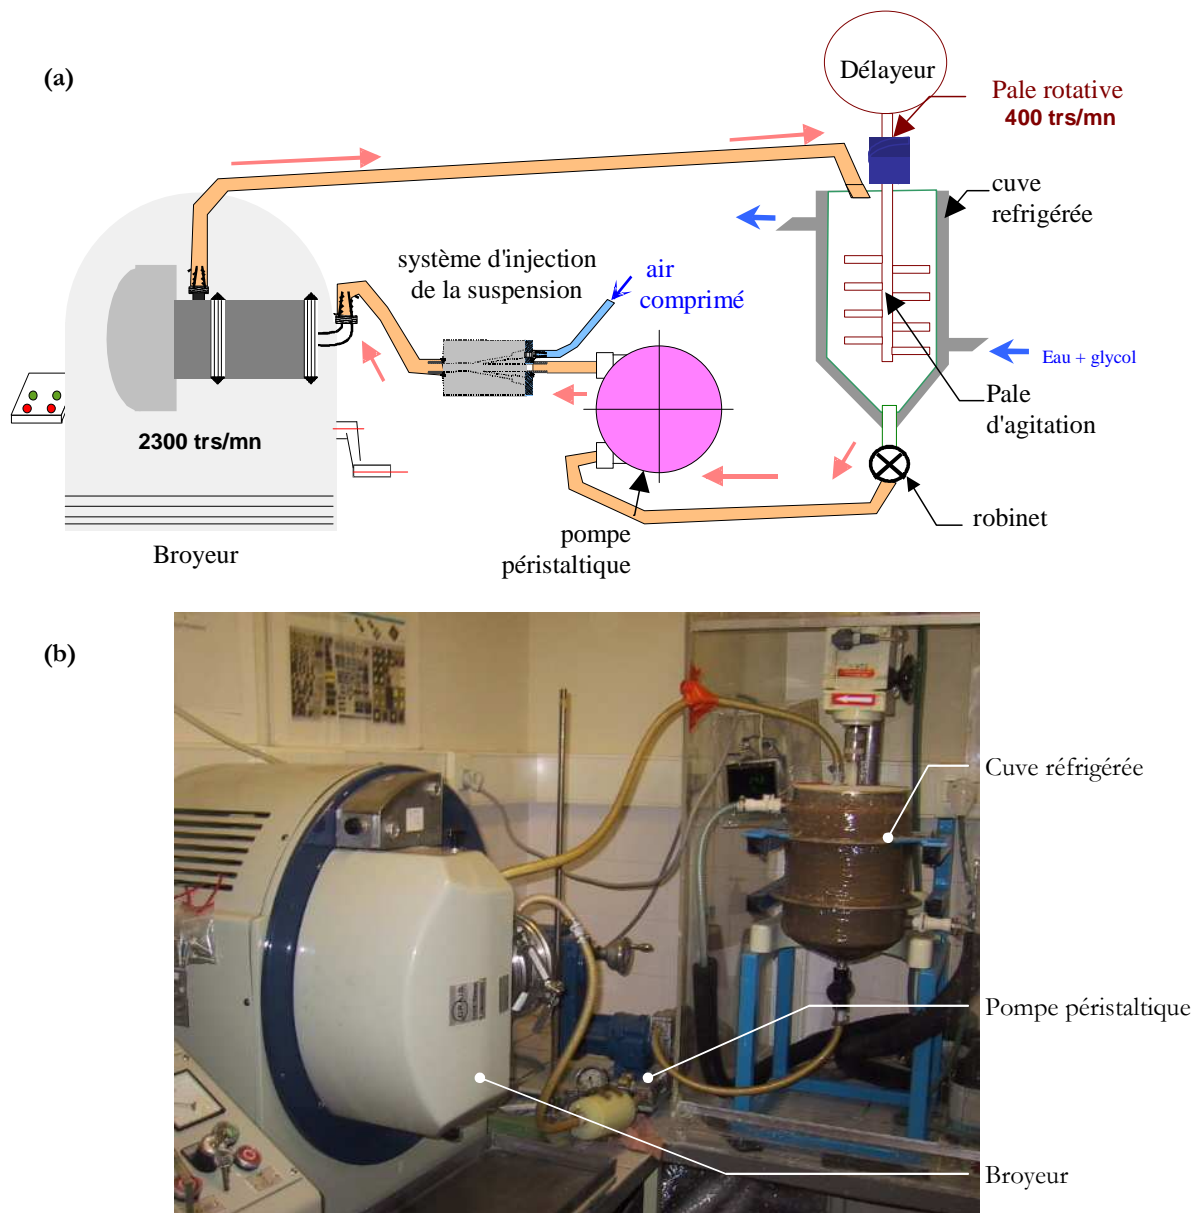 (a)
Délayeur
Pale rotative
400 trs/mn
cuve
refrigérée
système d'injection
de la suspension
air
comprimé
Eau + glycol
Pale
d'agitation
2300 trs/mn
robinet
pompe
péristaltique
Broyeur
(b)
Cuve réfrigérée
Pompe péristaltique
Broyeur